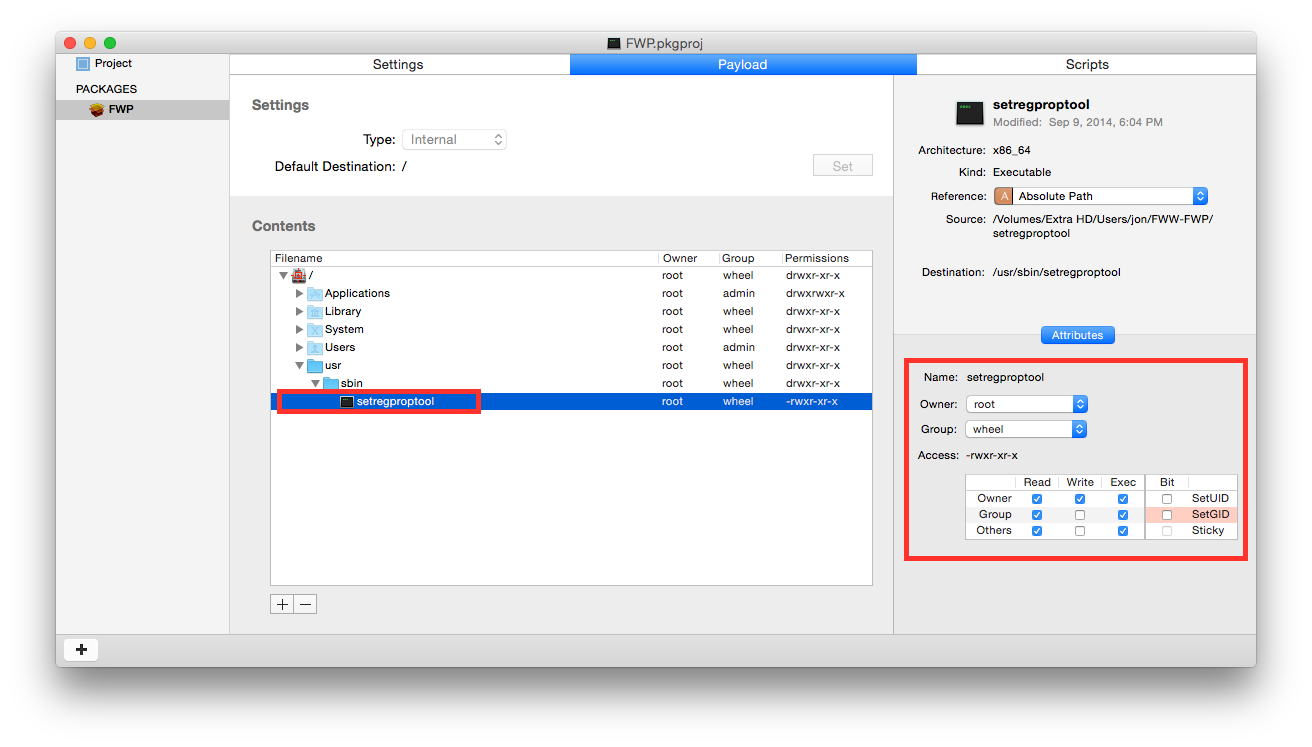 FWP.pkgproj
Project
PACKAGES
FWP
Settings Payload Scripts
Settings
Type: Internal
Default Destination: /
Set
Contents
Filename Owner Group Permissions
/ root wheel drwxr-xr-x
Applications root admin drwxrwxr-x
Library root wheel drwxr-xr-x
System root wheel drwxr-xr-x
Users root admin drwxr-xr-x
usr root wheel drwxr-xr-x
sbin root wheel drwxr-xr-x
setregproptool root wheel -rwxr-xr-x
setregproptool
Modified: Sep 9, 2014, 6:04 PM
Architecture: x86_64
Kind: Executable
Reference: A Absolute Path
Source: /Volumes/Extra HD/Users/jon/FWW-FWP/
setregproptool
Destination: /usr/sbin/setregproptool
Attributes
Name: setregproptool
Owner: root
Group: wheel
Access: -rwxr-xr-x
Read Write Exec Bit
Owner SetUID
Group SetGID
Others Sticky